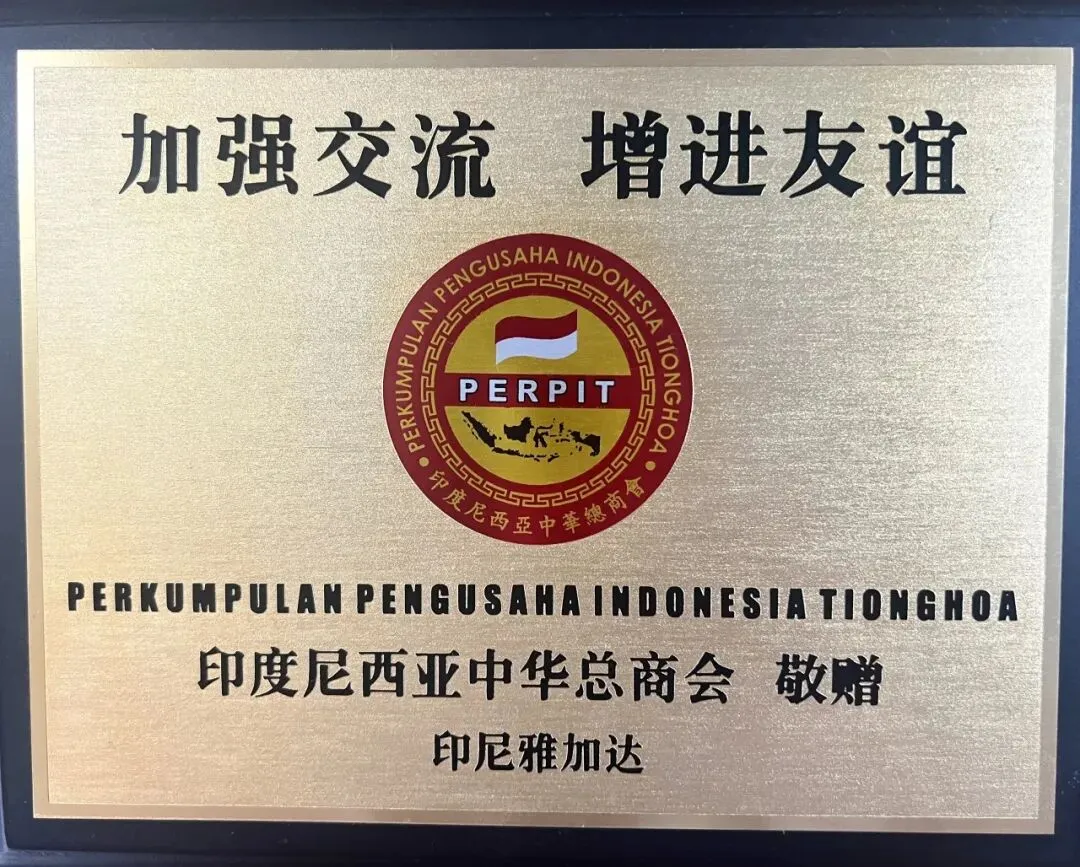 加强交流 增进友谊
PERKUMPULAN PENGUSAHA INDONESIA TIONGHOA
PERPIT
印度尼西亞中華總商會
PERKUMPULAN PENGUSAHA INDONESIA TIONGHOA
印度尼西亚中华总商会 敬赠
印尼雅加达